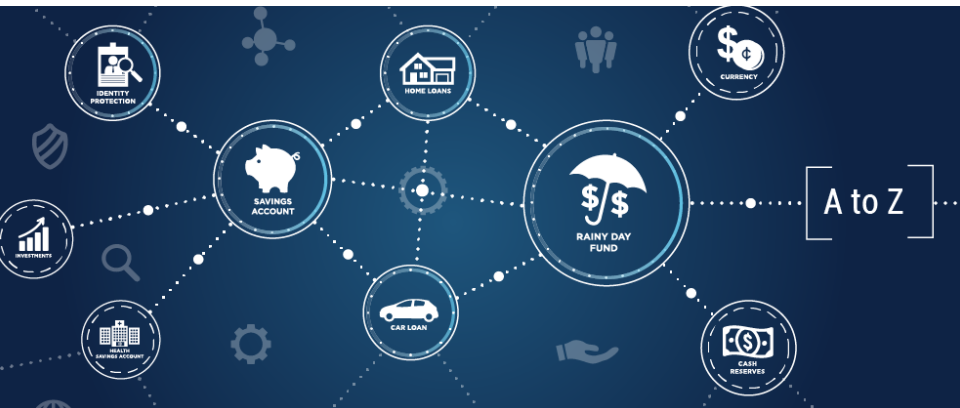 IDENTITY
PROTECTION
HOME LOANS
$
¢
CURRENCY
SAVINGS
ACCOUNT
$ $
RAINY DAY
FUND
A to Z
INVESTMENTS
CAR LOAN
HEALTH
SAVINGS ACCOUNT
$
CASH
RESERVES